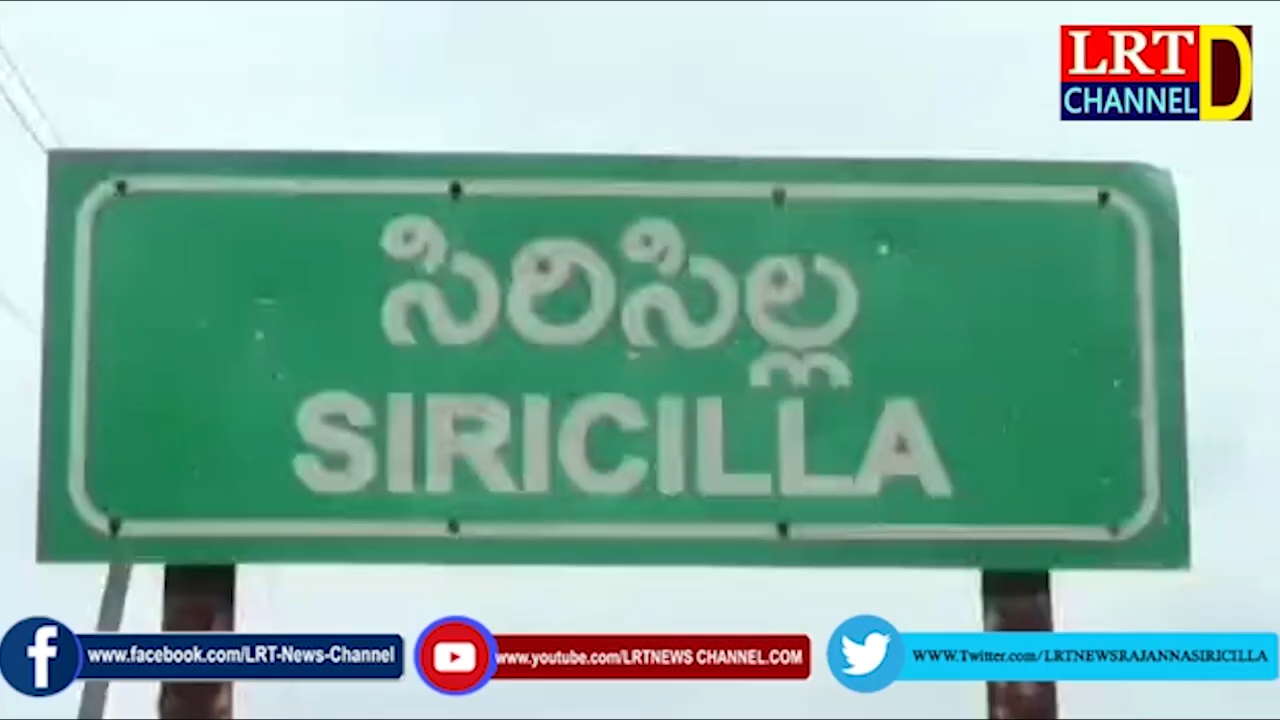 LRT
CHANNEL D
సిరిసిల్ల
SIRICILLA
www.facebook.com/LRT-News-Channel
www.youtube.com/LRTNEWS CHANNEL.COM
WWW.Twitter.com/LRTNEWSRAJANNASIRICILLA